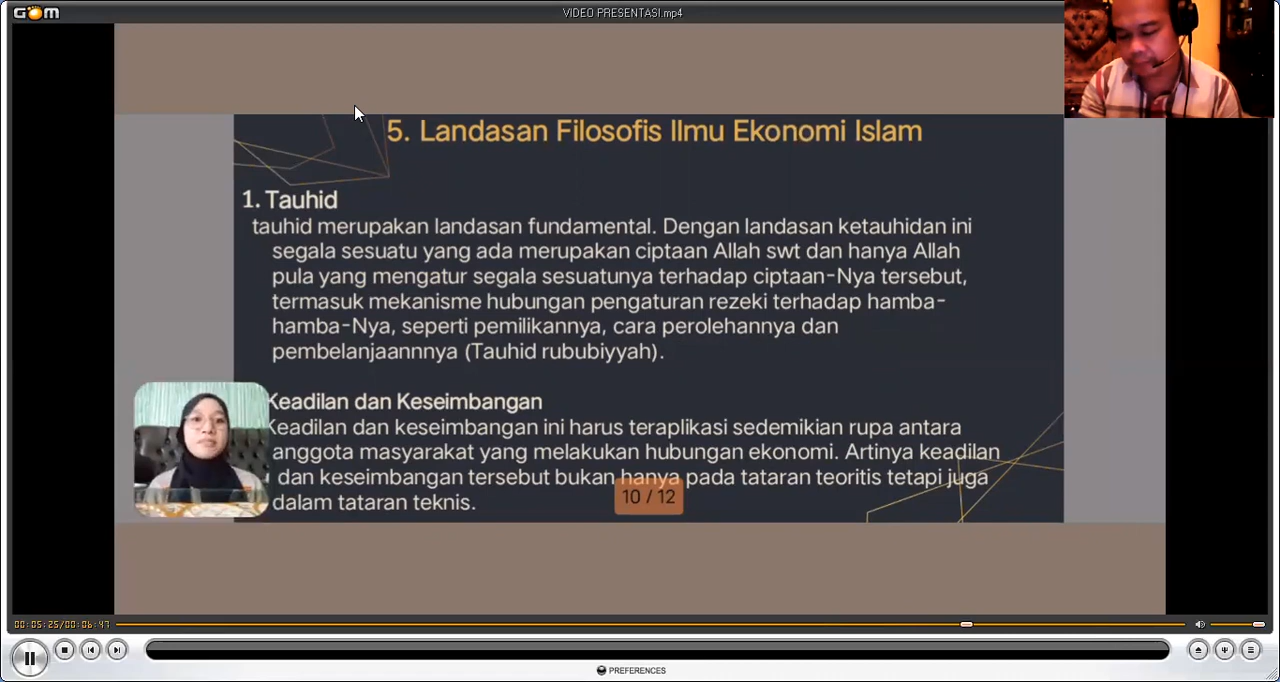 GOM
VIDEO PRESENTASI.mp4
5. Landasan Filosofis Ilmu Ekonomi Islam
1. Tauhid
tauhid merupakan landasan fundamental. Dengan landasan ketauhidan ini
segala sesuatu yang ada merupakan ciptaan Allah swt dan hanya Allah
pula yang mengatur segala sesuatunya terhadap ciptaan-Nya tersebut,
termasuk mekanisme hubungan pengaturan rezeki terhadap hamba-
hamba-Nya, seperti pemilikannya, cara perolehannya dan
pembelanjaannnya (Tauhid rububiyyah).
Keadilan dan Keseimbangan
Keadilan dan keseimbangan ini harus teraplikasi sedemikian rupa antara
anggota masyarakat yang melakukan hubungan ekonomi. Artinya keadilan
dan keseimbangan tersebut bukan hanya pada tataran teoritis tetapi juga
dalam tataran teknis.
10 / 12
00:05:25/00:06:47
PREFERENCES